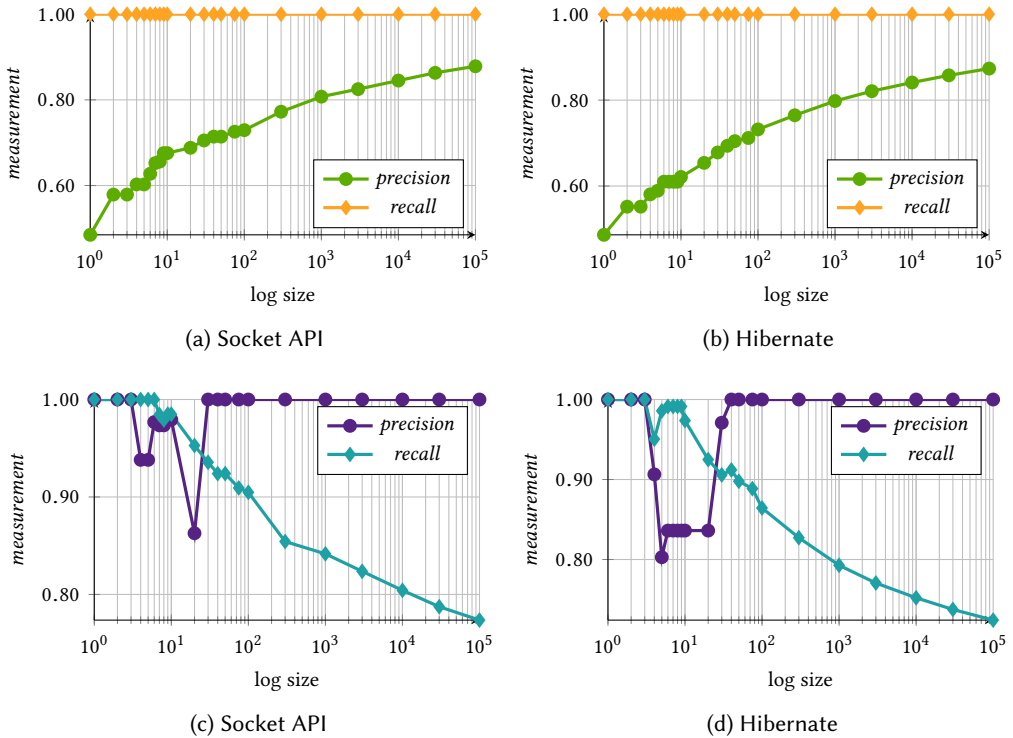 1.00
0.80
0.60
measurement
precision
recall
10^0 10^1 10^2 10^3 10^4 10^5
log size
(a) Socket API
1.00
0.80
0.60
measurement
precision
recall
10^0 10^1 10^2 10^3 10^4 10^5
log size
(b) Hibernate
1.00
0.90
0.80
measurement
precision
recall
10^0 10^1 10^2 10^3 10^4 10^5
log size
(c) Socket API
1.00
0.90
0.80
measurement
precision
recall
10^0 10^1 10^2 10^3 10^4 10^5
log size
(d) Hibernate